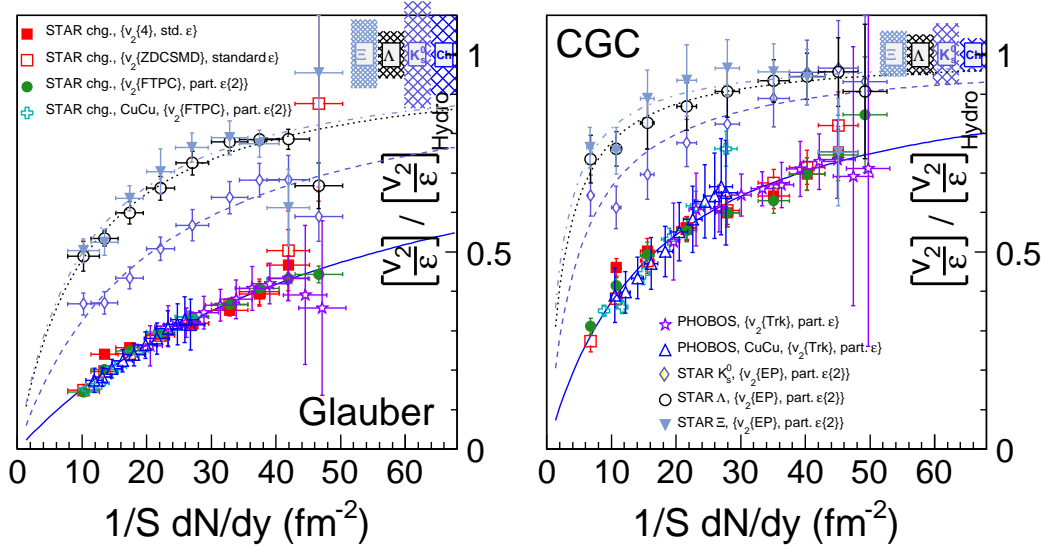 STAR chg., {v₂{4}, std. ε}
STAR chg., {v₂{ZDCSMD}, standard ε}
STAR chg., {v₂{FTPC}, part. ε{2}}
STAR chg., CuCu, {v₂{FTPC}, part. ε{2}}
Ξ Λ K⁰ₛ Ch
1
0.5
0
[v₂/ε] / [v₂/ε]Hydro
Glauber
0 10 20 30 40 50 60
1/S dN/dy (fm⁻²)
CGC
Ξ Λ K⁰ₛ Ch
1
0.5
0
[v₂/ε] / [v₂/ε]Hydro
PHOBOS, {v₂{Trk}, part. ε}
PHOBOS, CuCu, {v₂{Trk}, part. ε}
STAR K⁰ₛ, {v₂{EP}, part. ε{2}}
STAR Λ, {v₂{EP}, part. ε{2}}
STAR Ξ, {v₂{EP}, part. ε{2}}
0 10 20 30 40 50 60
1/S dN/dy (fm⁻²)